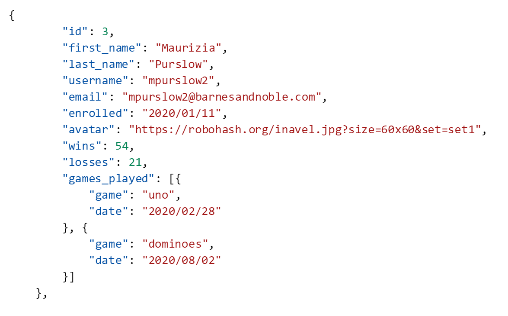 {
"id": 3,
"first_name": "Maurizia",
"last_name": "Purslow",
"username": "mpurslow2",
"email": "mpurslow2@barnesandnoble.com",
"enrolled": "2020/01/11",
"avatar": "https://robohash.org/inavel.jpg?size=60x60&set=set1",
"wins": 54,
"losses": 21,
"games_played": [{
"game": "uno",
"date": "2020/02/28"
}, {
"game": "dominoes",
"date": "2020/08/02"
}]
},